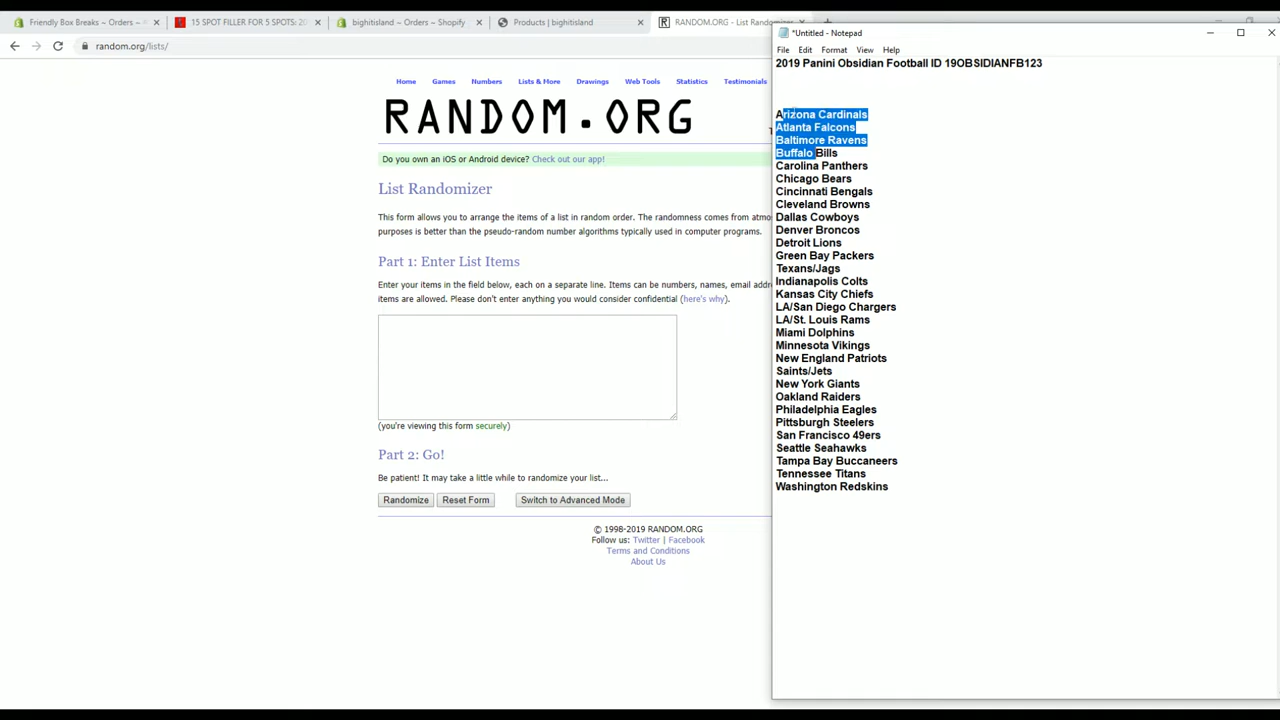 Friendly Box Breaks ~ Orders ~
15 SPOT FILLER FOR 5 SPOTS: 20
bighitisland ~ Orders ~ Shopify
Products | bighitisland
RANDOM.ORG - List Randomizer
random.org/lists/
Home
Games
Numbers
Lists & More
Drawings
Web Tools
Statistics
Testimonials
RANDOM.ORG
Do you own an iOS or Android device? Check out our app!
List Randomizer
This form allows you to arrange the items of a list in random order. The randomness comes from
purposes is better than the pseudo-random number algorithms typically used in computer programs.
Part 1: Enter List Items
Enter your items in the field below, each on a separate line. Items can be numbers, names, email
items are allowed. Please don't enter anything you would consider confidential (here's why).
(you're viewing this form securely)
Part 2: Go!
Be patient! It may take a little while to randomize your list...
Randomize
Reset Form
Switch to Advanced Mode
© 1998-2019 RANDOM.ORG
Follow us: Twitter | Facebook
Terms and Conditions
About Us
*Untitled - Notepad
File
Edit
Format
View
Help
2019 Panini Obsidian Football ID 19OBSIDIANFB123
Arizona Cardinals
Atlanta Falcons
Baltimore Ravens
Buffalo Bills
Carolina Panthers
Chicago Bears
Cincinnati Bengals
Cleveland Browns
Dallas Cowboys
Denver Broncos
Detroit Lions
Green Bay Packers
Texans/Jags
Indianapolis Colts
Kansas City Chiefs
LA/San Diego Chargers
LA/St. Louis Rams
Miami Dolphins
Minnesota Vikings
New England Patriots
Saints/Jets
New York Giants
Oakland Raiders
Philadelphia Eagles
Pittsburgh Steelers
San Francisco 49ers
Seattle Seahawks
Tampa Bay Buccaneers
Tennessee Titans
Washington Redskins